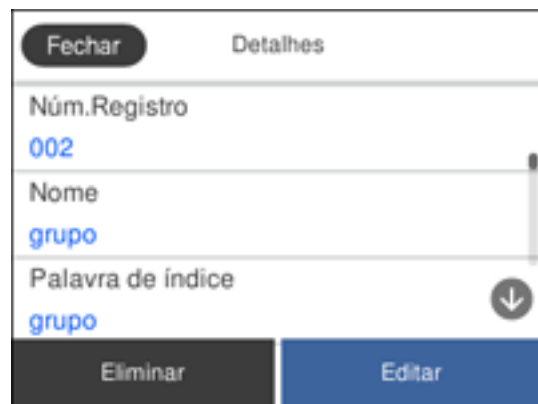 Fechar
Detalhes
Núm.Registro
002
Nome
grupo
Palavra de índice
grupo
Eliminar
Editar